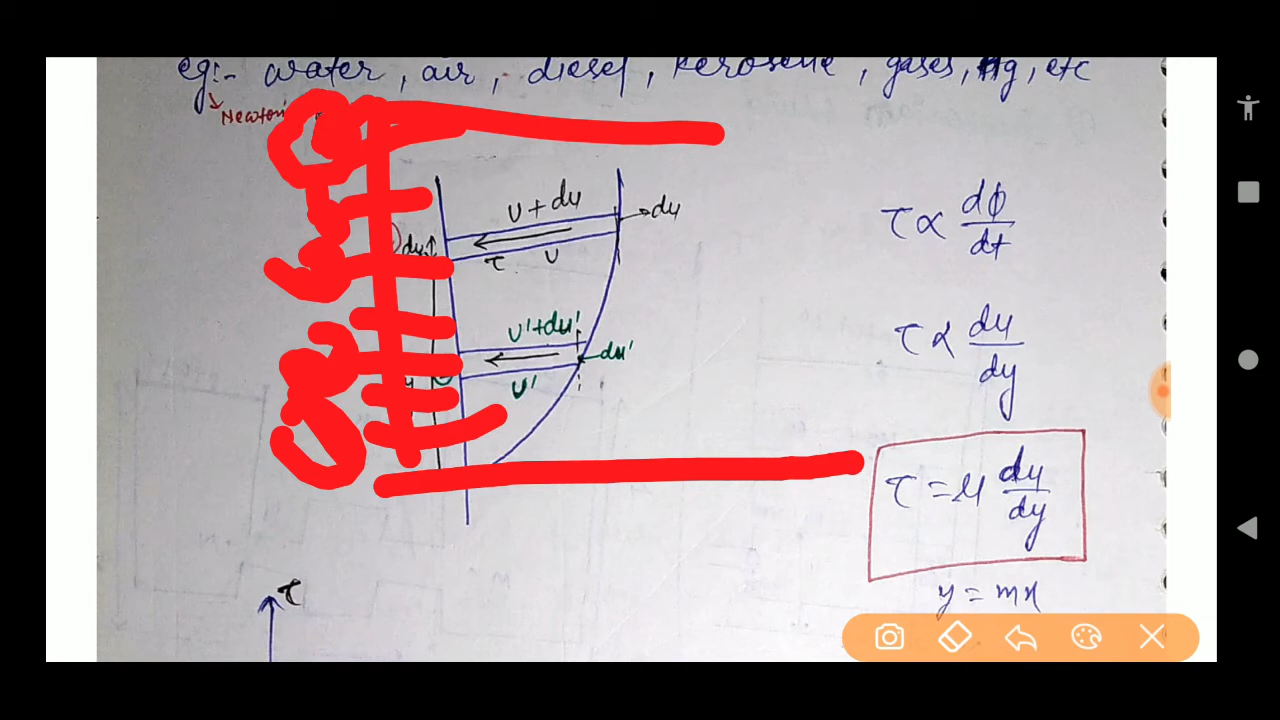 eg:- water, air, diesel, kerosene, gases, Hg, etc
Newton'
U + du
du
dy
τ U
U'+du'
du'
U'
τ ∝ dϕ/dt
τ ∝ du/dy
τ = μ du/dy
y = mx
τ